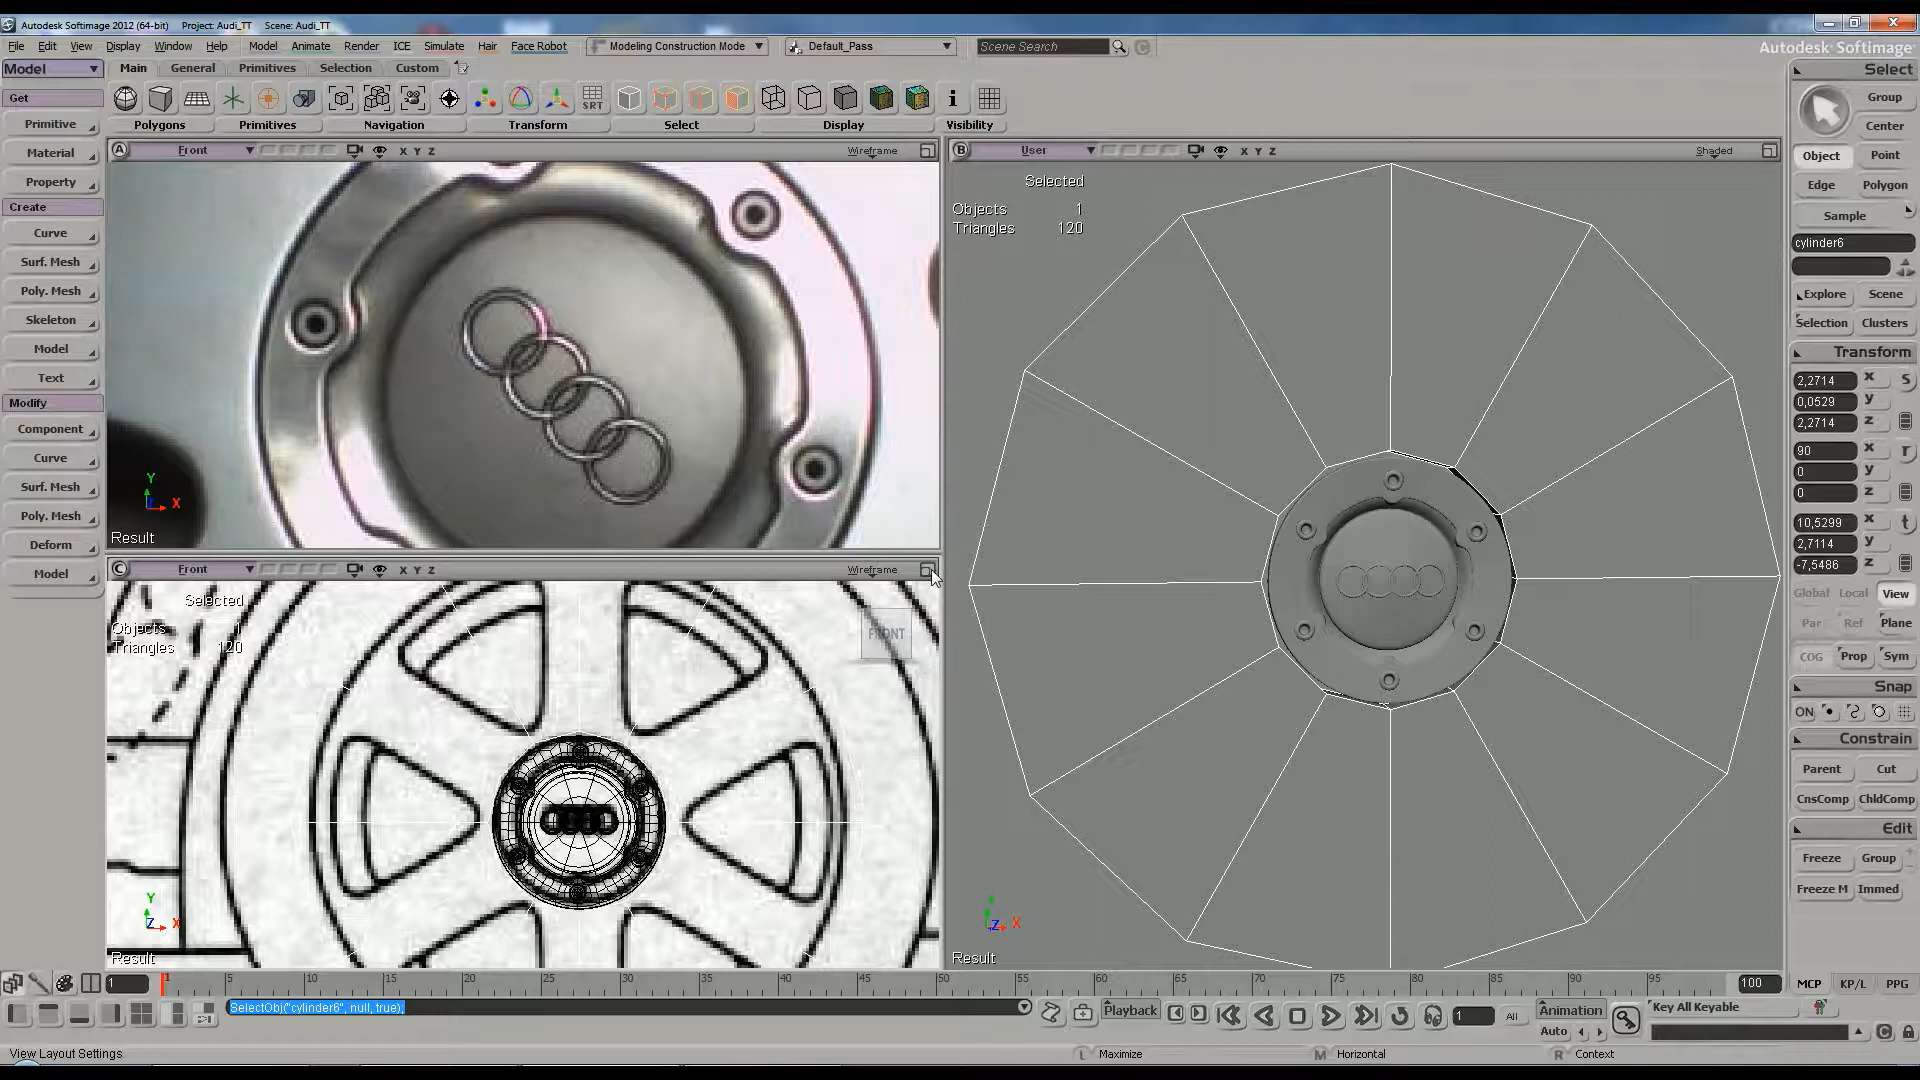 Autodesk Softimage 2012 (64-bit) Project: Audi_TT Scene: Audi_TT
File Edit View Display Window Help Model Animate Render ICE Simulate Hair Face Robot Modeling Construction Mode Default_Pass Scene Search
Autodesk® Softimage®
Model Main General Primitives Selection Custom
Get
Primitive
Material
Property
Create
Curve
Surf. Mesh
Poly. Mesh
Skeleton
Model
Text
Modify
Component
Curve
Surf. Mesh
Poly. Mesh
Deform
Model
SRT
Polygons Primitives Navigation Transform Select Display Visibility
A Front X Y Z Wireframe
Y
X
Result
B User X Y Z Shaded
Selected
Objects 1
Triangles 120
Z X
Result
C Front X Y Z Wireframe
Selected
Objects 1
Triangles 120
FRONT
Y
Z X
Result
Select
Group
Center
Object Point
Edge Polygon
Sample
cylinder6
Explore Scene
Selection Clusters
Transform
2,2714 x S
0,0529 y
2,2714 z
90 x r
0 y
0 z
10,5299 x t
2,7114 y
-7,5486 z
Global Local View
Par Ref Plane
COG Prop Sym
Snap
ON
Constrain
Parent Cut
CnsComp ChldComp
Edit
Freeze Group
Freeze M Immed
1 1 5 10 15 20 25 30 35 40 45 50 55 60 65 70 75 80 85 90 95 100
MCP KP/L PPG
SelectObj("cylinder6", null, true);
Playback 1 All Animation
Auto
Key All Keyable
View Layout Settings L Maximize M Horizontal R Context